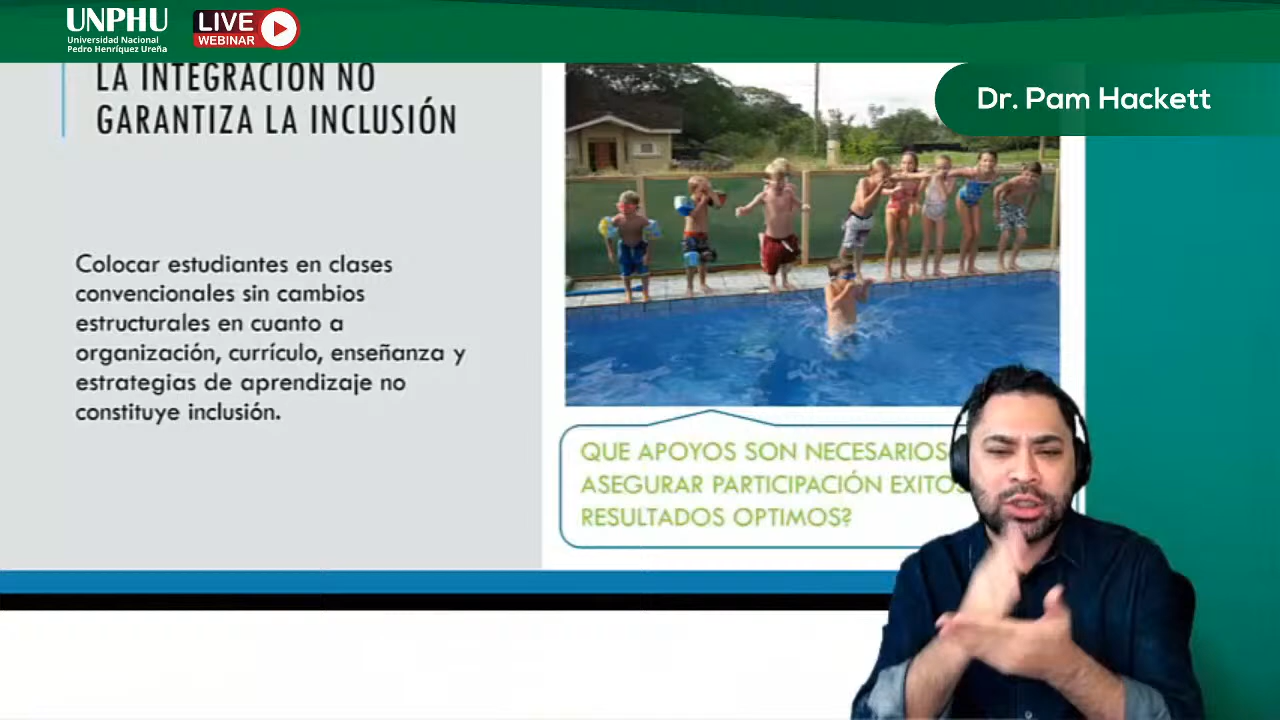 UNPHU
Universidad Nacional
Pedro Henríquez Ureña
LIVE
WEBINAR
Dr. Pam Hackett
LA INTEGRACIÓN NO
GARANTIZA LA INCLUSIÓN
Colocar estudiantes en clases
convencionales sin cambios
estructurales en cuanto a
organización, currículo, enseñanza y
estrategias de aprendizaje no
constituye inclusión.
QUE APOYOS SON NECESARIOS
ASEGURAR PARTICIPACIÓN
RESULTADOS OPTIMOS?